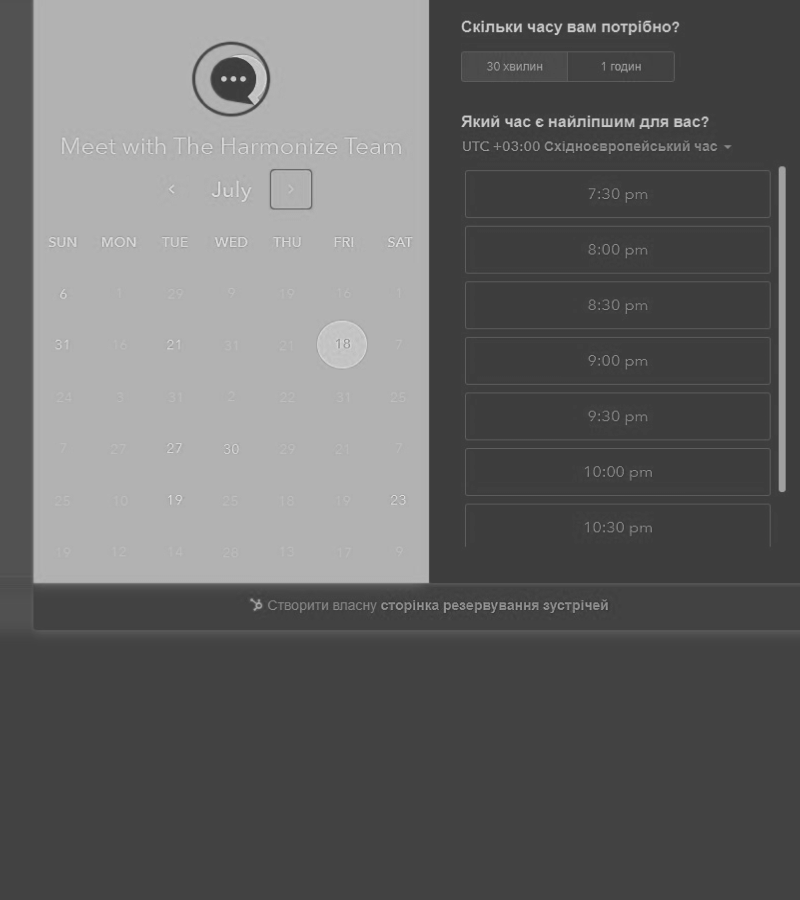 Meet with The Harmonize Team
July
SUN MON TUE WED THU FRI SAT
6 1 29 9 19 16 1
31 16 21 31 21 18 7
24 3 31 2 22 31 25
7 27 27 30 29 21 7
25 10 19 25 18 19 23
19 12 14 28 13 17 9
Скільки часу вам потрібно?
30 хвилин 1 годин
Який час є найліпшим для вас?
UTC +03:00 Східноєвропейський час
7:30 pm
8:00 pm
8:30 pm
9:00 pm
9:30 pm
10:00 pm
10:30 pm
Створити власну сторінка резервування зустрічей